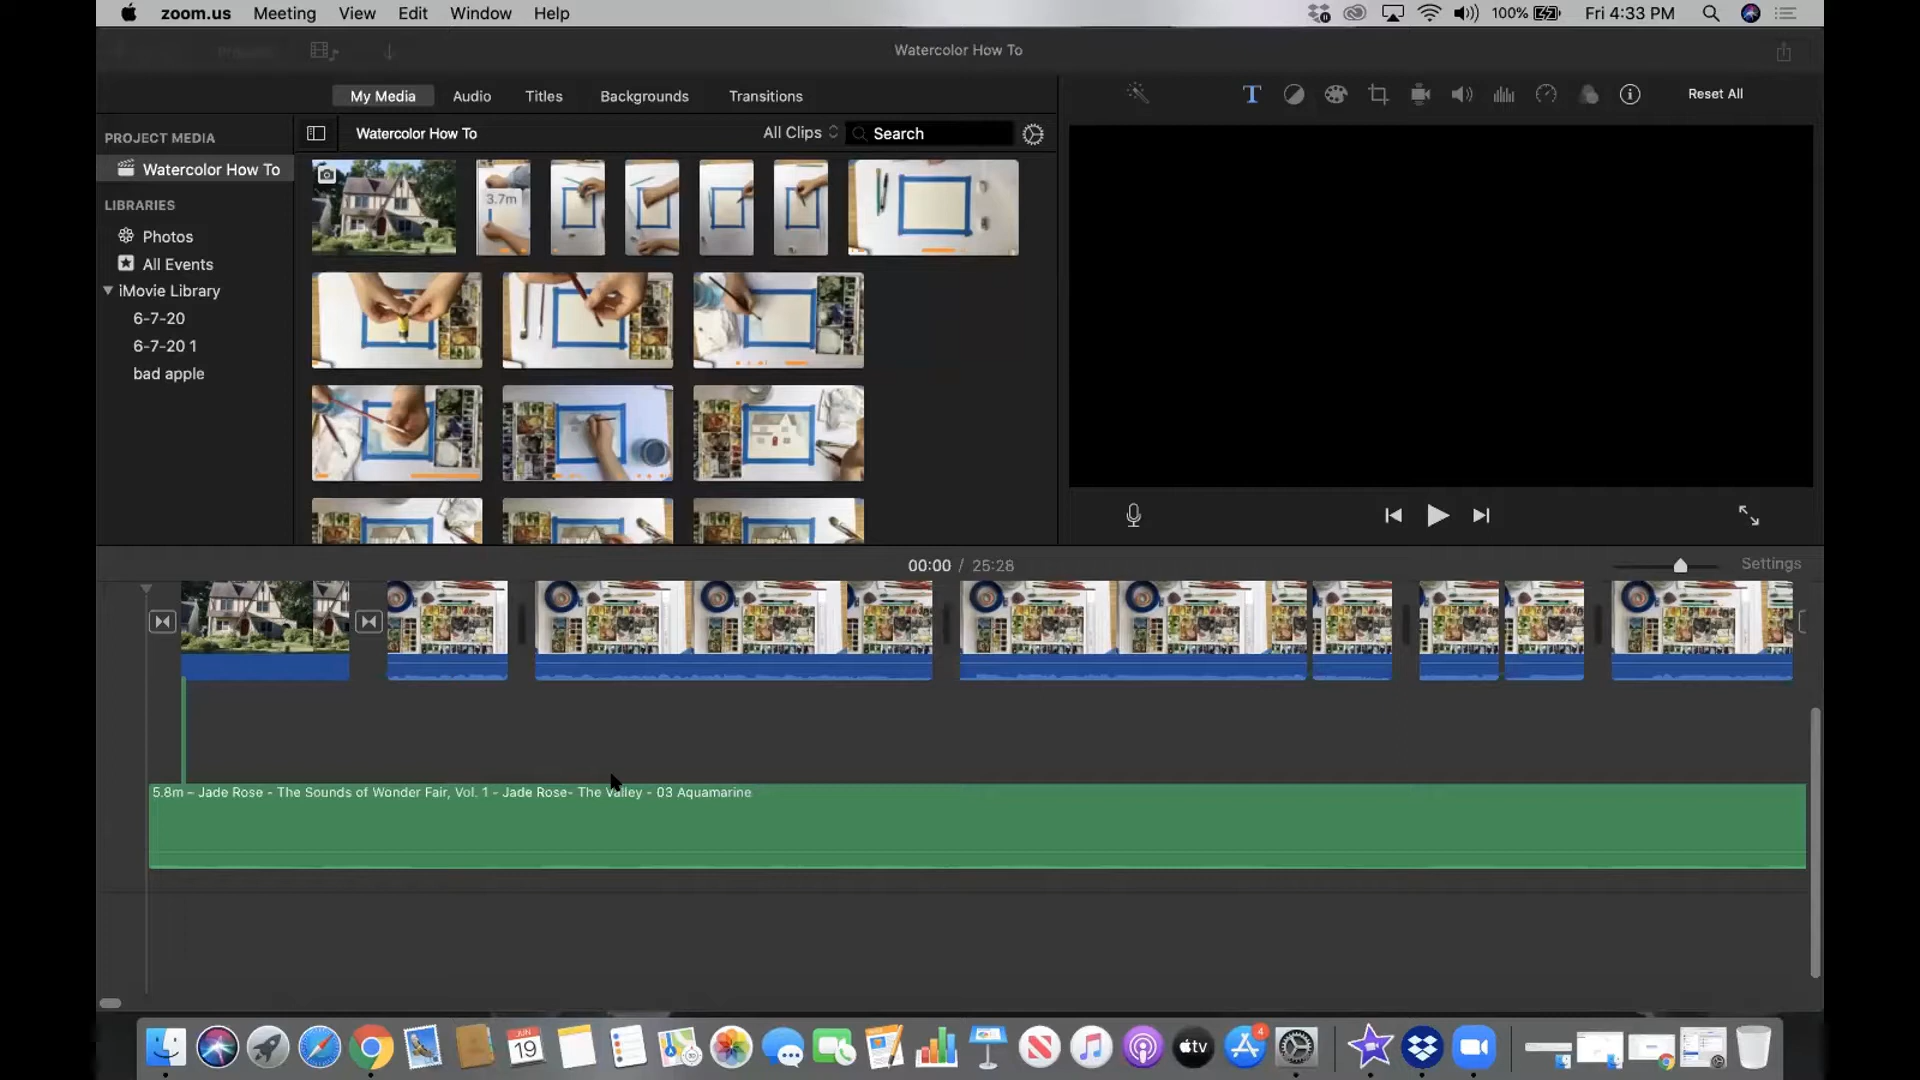 zoom.us Meeting View Edit Window Help 100% Fri 4:33 PM
Watercolor How To
My Media Audio Titles Backgrounds Transitions
Reset All
PROJECT MEDIA
Watercolor How To
LIBRARIES
Photos
All Events
iMovie Library
6-7-20
6-7-20 1
bad apple
Watercolor How To All Clips Search
3.7m
00:00 / 25:28 Settings
5.8m – Jade Rose - The Sounds of Wonder Fair, Vol. 1 - Jade Rose- The Valley - 03 Aquamarine
JUN
19
tv
4